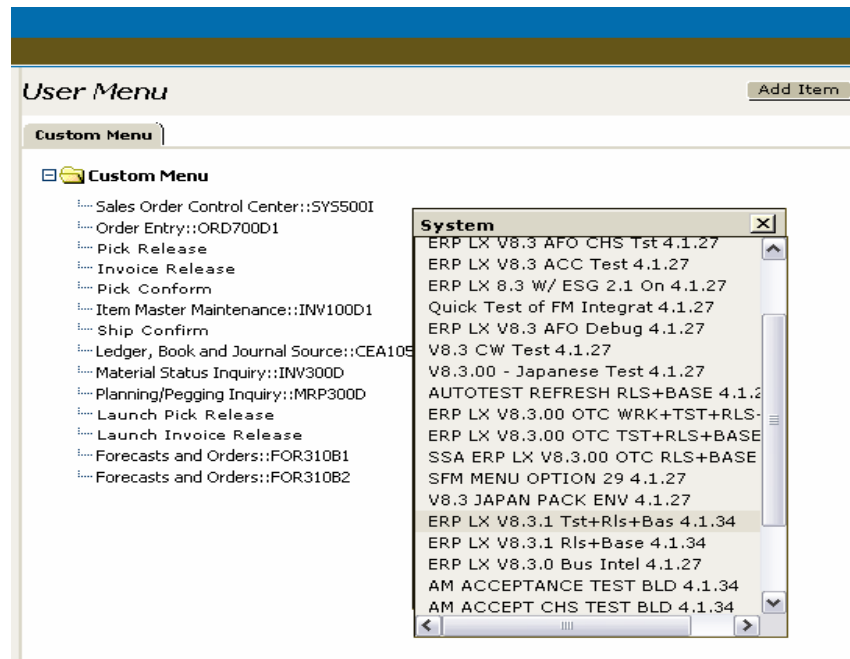 User Menu
Add Item
Custom Menu
Custom Menu
Sales Order Control Center::SYS500I
Order Entry::ORD700D1
Pick Release
Invoice Release
Pick Conform
Item Master Maintenance::INV100D1
Ship Confirm
Ledger, Book and Journal Source::CEA105
Material Status Inquiry::INV300D
Planning/Pegging Inquiry::MRP300D
Launch Pick Release
Launch Invoice Release
Forecasts and Orders::FOR310B1
Forecasts and Orders::FOR310B2
System
ERP LX V8.3 AFO CHS Tst 4.1.27
ERP LX V8.3 ACC Test 4.1.27
ERP LX 8.3 W/ ESG 2.1 On 4.1.27
Quick Test of FM Integrat 4.1.27
ERP LX V8.3 AFO Debug 4.1.27
V8.3 CW Test 4.1.27
V8.3.00 - Japanese Test 4.1.27
AUTOTEST REFRESH RLS+BASE 4.1.2
ERP LX V8.3.00 OTC WRK+TST+RLS-
ERP LX V8.3.00 OTC TST+RLS+BASE
SSA ERP LX V8.3.00 OTC RLS+BASE
SFM MENU OPTION 29 4.1.27
V8.3 JAPAN PACK ENV 4.1.27
ERP LX V8.3.1 Tst+Rls+Bas 4.1.34
ERP LX V8.3.1 Rls+Base 4.1.34
ERP LX V8.3.0 Bus Intel 4.1.27
AM ACCEPTANCE TEST BLD 4.1.34
AM ACCEPT CHS TEST BLD 4.1.34